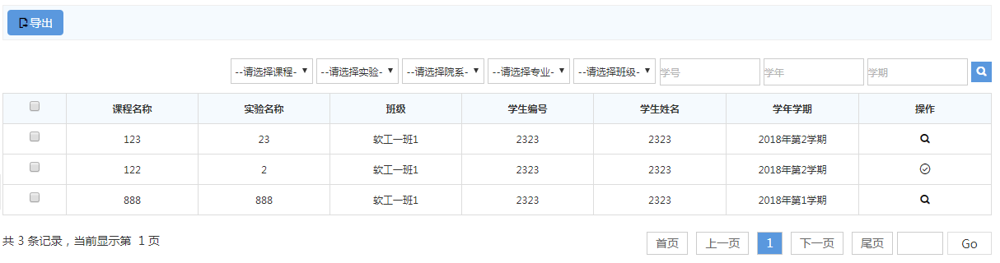 导出
--请选择课程- --请选择实验- --请选择院系- --请选择专业- --请选择班级- 学号 学年 学期
课程名称 实验名称 班级 学生编号 学生姓名 学年学期 操作
123 23 软工一班1 2323 2323 2018年第2学期
122 2 软工一班1 2323 2323 2018年第2学期
888 888 软工一班1 2323 2323 2018年第1学期
共 3 条记录，当前显示第 1 页 首页 上一页 1 下一页 尾页 Go